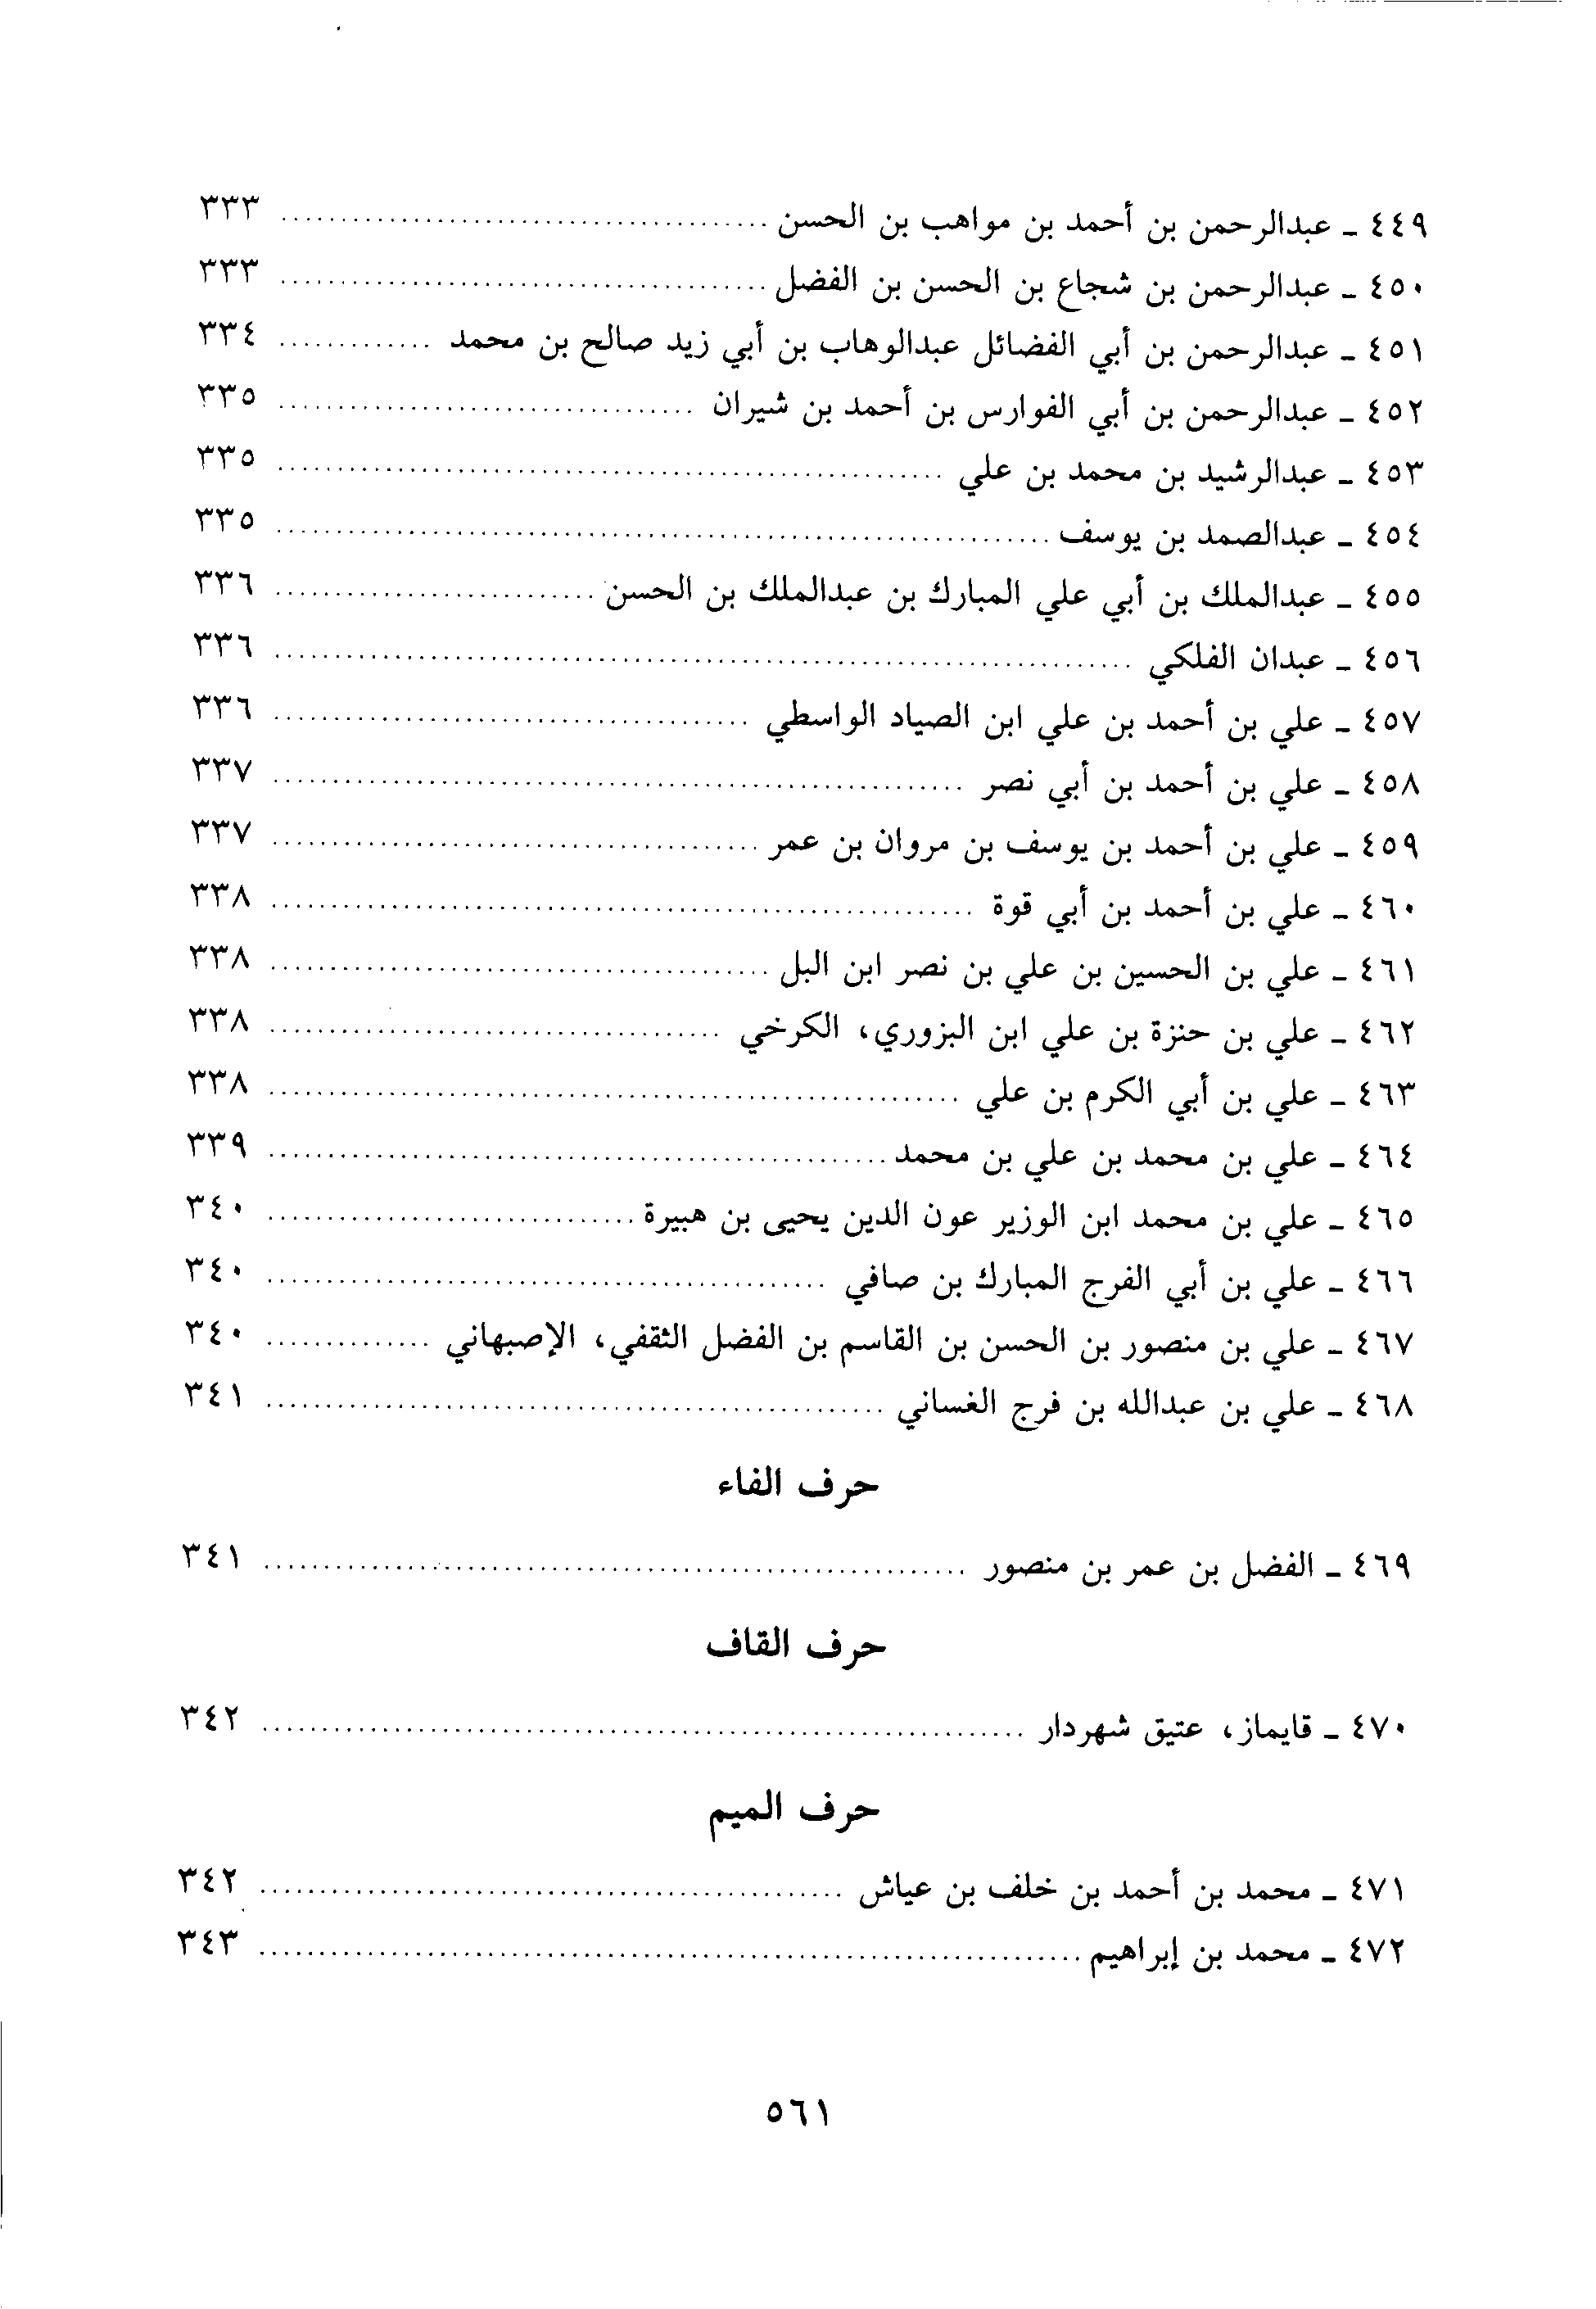 ٤٤٩ ـ عبدالرحمن بن أحمد بن مواهب بن الحسن ........................................ ٣٣٣
٤٥٠ ـ عبدالرحمن بن شجاع بن الحسن بن الفضل ........................................ ٣٣٣
٤٥١ ـ عبدالرحمن بن أبي الفضائل عبدالوهاب بن أبي زيد صالح بن محمد ............. ٣٣٤
٤٥٢ ـ عبدالرحمن بن أبي الفوارس بن أحمد بن شيران .................................. ٣٣٥
٤٥٣ ـ عبدالرشيد بن محمد بن علي ...................................................... ٣٣٥
٤٥٤ ـ عبدالصمد بن يوسف .............................................................. ٣٣٥
٤٥٥ ـ عبدالملك بن أبي علي المبارك بن عبدالملك بن الحسن ........................... ٣٣٦
٤٥٦ ـ عبدان الفلكي ...................................................................... ٣٣٦
٤٥٧ ـ علي بن أحمد بن علي ابن الصياد الواسطي ....................................... ٣٣٦
٤٥٨ ـ علي بن أحمد بن أبي نصر ........................................................ ٣٣٧
٤٥٩ ـ علي بن أحمد بن يوسف بن مروان بن عمر ........................................ ٣٣٧
٤٦٠ ـ علي بن أحمد بن أبي قوة ......................................................... ٣٣٨
٤٦١ ـ علي بن الحسين بن علي بن نصر ابن البل ......................................... ٣٣٨
٤٦٢ ـ علي بن حنزة بن علي ابن البزوري، الكرخي ..................................... ٣٣٨
٤٦٣ ـ علي بن أبي الكرم بن علي ........................................................ ٣٣٨
٤٦٤ ـ علي بن محمد بن علي بن محمد .................................................. ٣٣٩
٤٦٥ ـ علي بن محمد ابن الوزير عون الدين يحيى بن هبيرة .............................. ٣٤٠
٤٦٦ ـ علي بن أبي الفرج المبارك بن صافي .............................................. ٣٤٠
٤٦٧ ـ علي بن منصور بن الحسن بن القاسم بن الفضل الثقفي، الإصبهاني .............. ٣٤٠
٤٦٨ ـ علي بن عبدالله بن فرج الغساني .................................................. ٣٤١
حرف الفاء
٤٦٩ ـ الفضل بن عمر بن منصور ........................................................ ٣٤١
حرف القاف
٤٧٠ ـ قايماز، عتيق شهردار ............................................................. ٣٤٢
حرف الميم
٤٧١ ـ محمد بن أحمد بن خلف بن عياش ............................................... ٣٤٢
٤٧٢ ـ محمد بن إبراهيم .................................................................. ٣٤٣
٥٦١